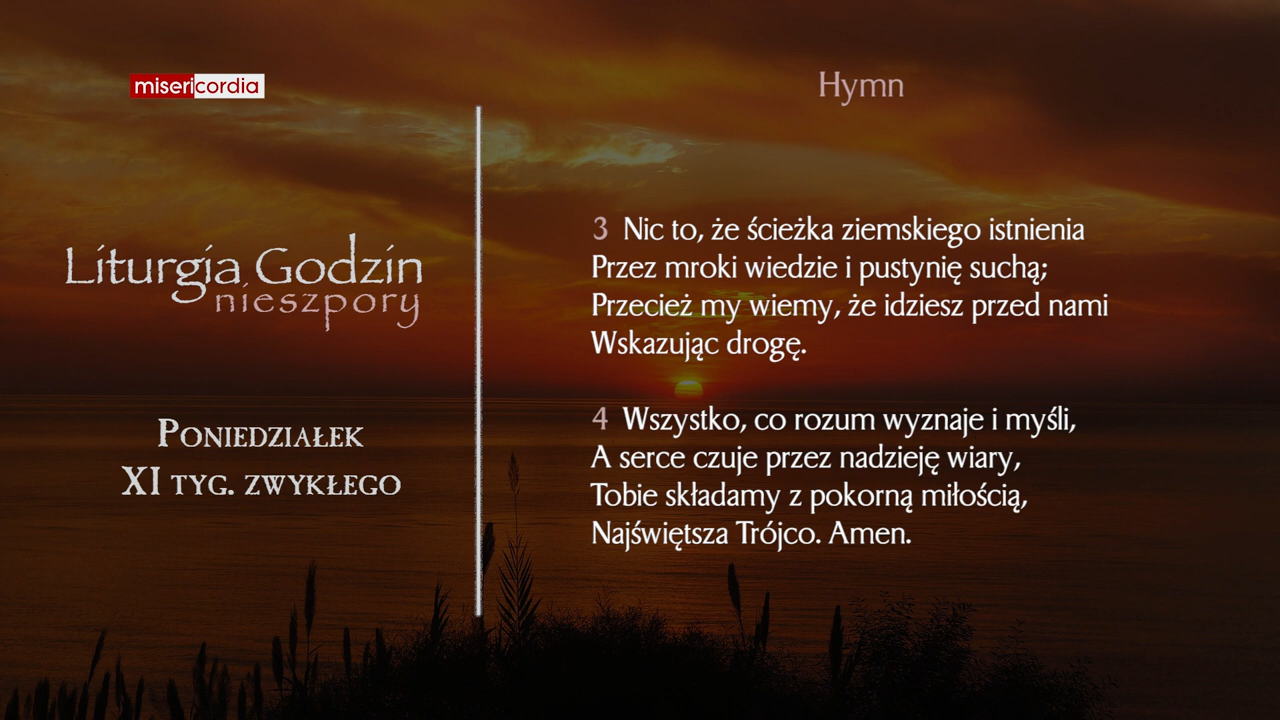 misericordia
Liturgia Godzin
nieszpory
Poniedziałek
XI tyg. zwykłego
Hymn
3 Nic to, że ścieżka ziemskiego istnienia
Przez mroki wiedzie i pustynię suchą;
Przecież my wiemy, że idziesz przed nami
Wskazując drogę.
4 Wszystko, co rozum wyznaje i myśli,
A serce czuje przez nadzieję wiary,
Tobie składamy z pokorną miłością,
Najświętsza Trójco. Amen.